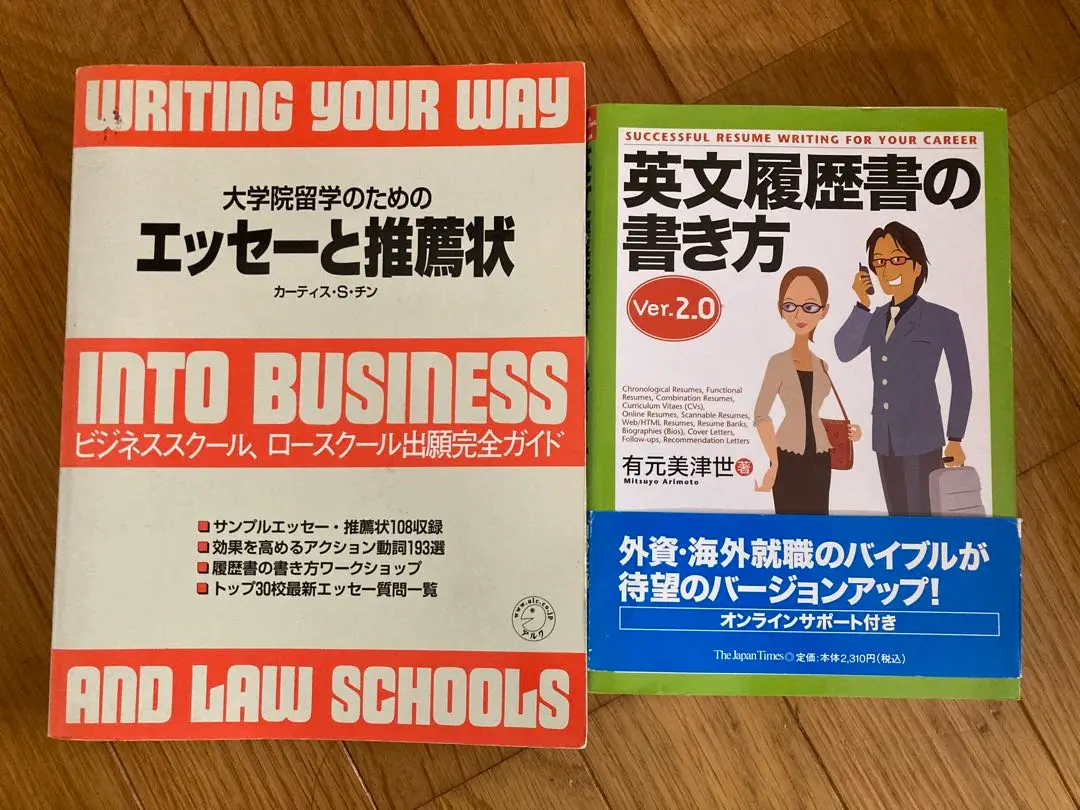 WRITING YOUR WAY
大学院留学のための
エッセーと推薦状
カーティス・S・チン
INTO BUSINESS
ビジネススクール、ロースクール出願完全ガイド
サンプルエッセー・推薦状108収録
効果を高めるアクション動詞193選
履歴書の書き方ワークショップ
トップ30校最新エッセー質問一覧
www.alc.co.jp
アルク
AND LAW SCHOOLS
SUCCESSFUL RESUME WRITING FOR YOUR CAREER
英文履歴書の
書き方
Ver.2.0
Chronological Resumes, Functional
Resumes, Combination Resumes,
Curriculum Vitaes (CVs),
Online Resumes, Scannable Resumes,
Web/HTML Resumes, Resume Banks,
Biographies (Bios), Cover Letters,
Follow-ups, Recommendation Letters
有元美津世 著
Mitsuyo Arimoto
外資・海外就職のバイブルが
待望のバージョンアップ!
オンラインサポート付き
The Japan Times ◎ 定価:本体2,310円(税込)